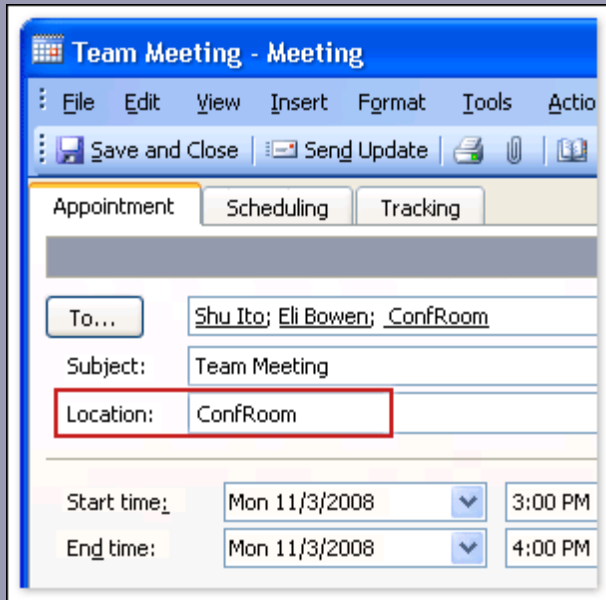 Team Meeting - Meeting
File Edit View Insert Format Tools
Save and Close Send Update
Appointment Scheduling Tracking
To... Shu Ito; Eli Bowen; ConfRoom
Subject: Team Meeting
Location: ConfRoom
Start time: Mon 11/3/2008 3:00 PM
End time: Mon 11/3/2008 4:00 PM